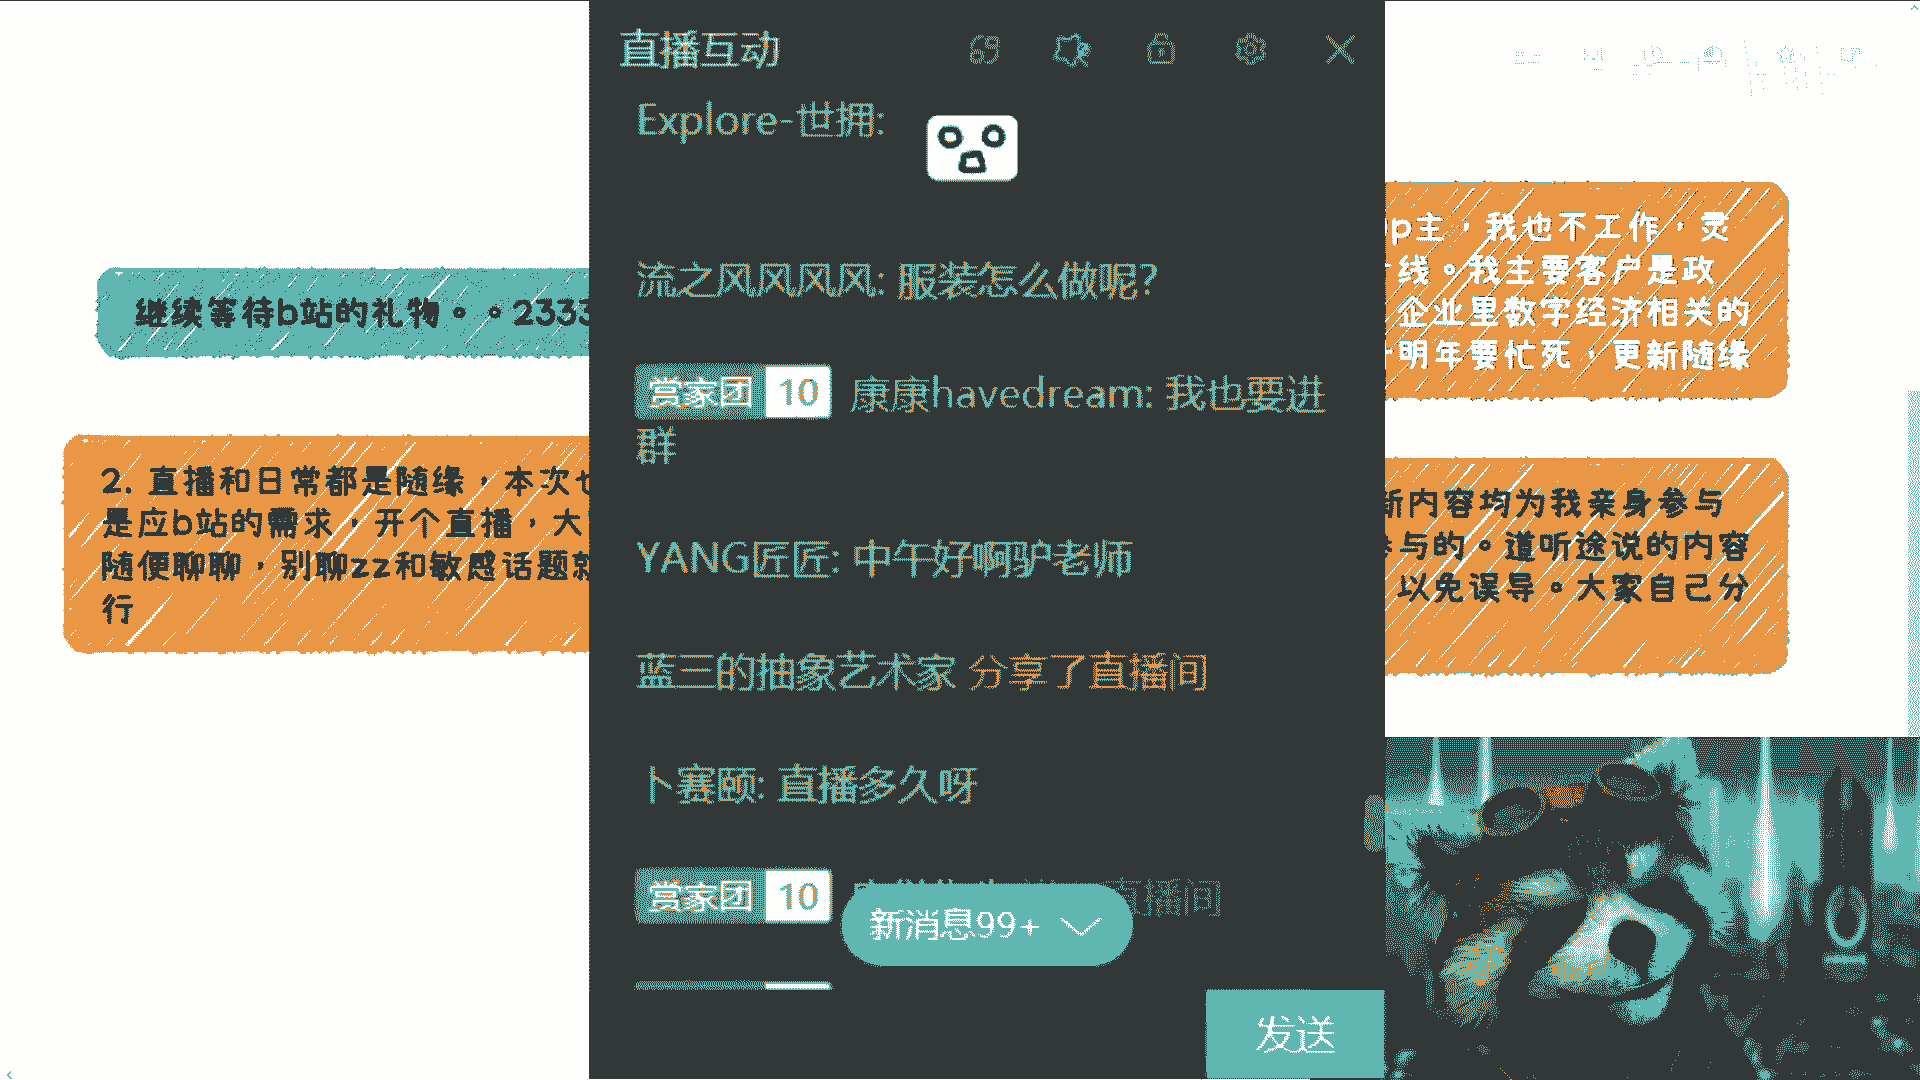 直播互动
Explore-世拥:
流之风风风风: 服装怎么做呢?
赏家团 10 康康havedream: 我也要进
群
YANG匠匠: 中午好啊驴老师
蓝三的抽象艺术家 分享了直播间
卜赛颐: 直播多久呀
赏家团 10 直播间
新消息99+
发送
继续等待b站的礼物。。2333
2. 直播和日常都是随缘，本次
是应b站的需求，开个直播，大
随便聊聊，别聊zz和敏感话题
行
p主，我也不工作，灵
线。我主要客户是政
企业里数字经济相关的
明年要忙死，更新随缘
新内容均为我亲身参与
参与的。道听途说的内容
以免误导。大家自己分